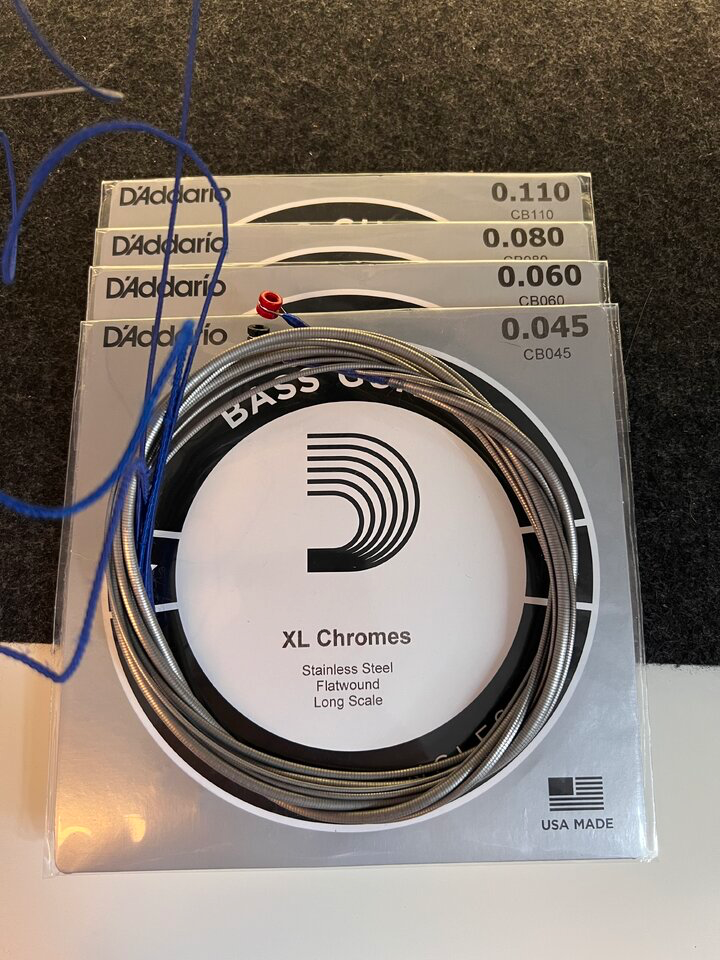 D'Addario 0.110
CB110
D'Addario 0.080
CB080
D'Addario 0.060
CB060
D'Addario 0.045
CB045
BASS
XL Chromes
Stainless Steel
Flatwound
Long Scale
USA MADE